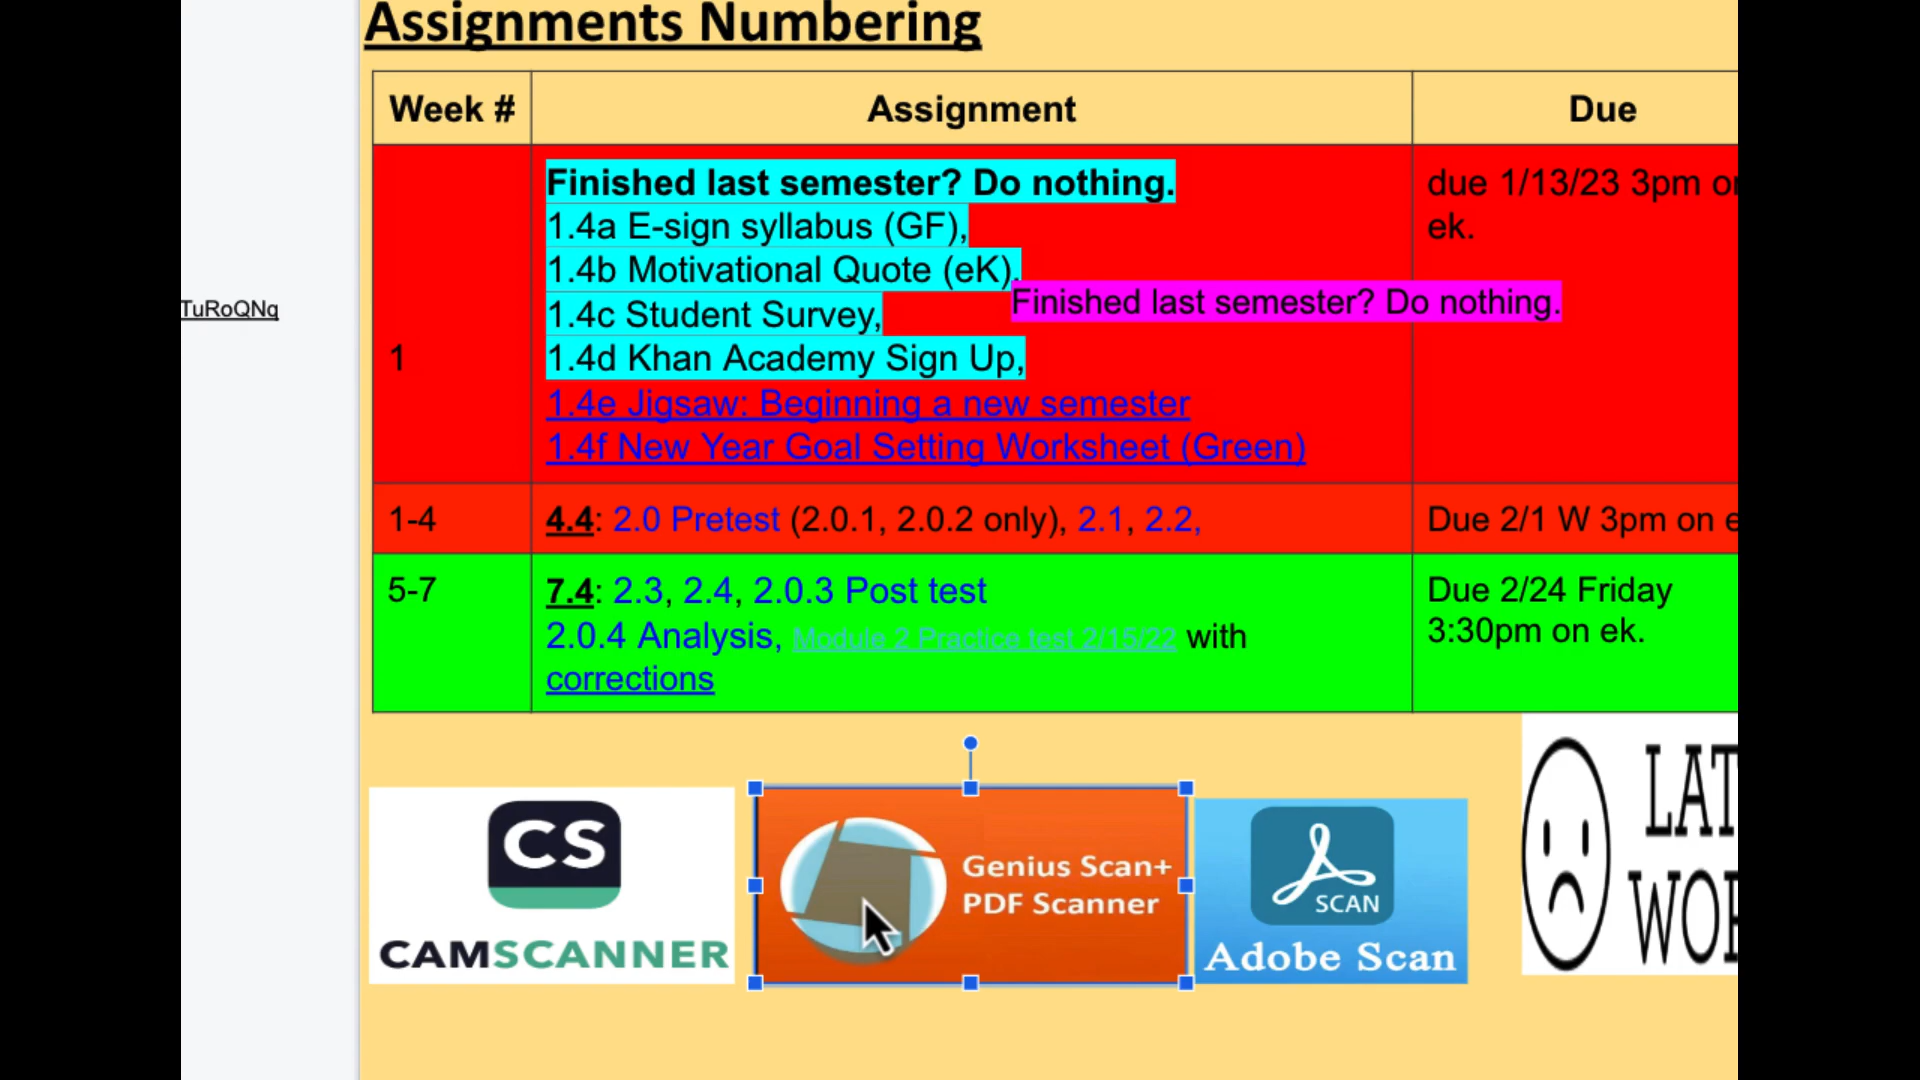 Assignments Numbering
Week #
Assignment
Due
1
Finished last semester? Do nothing.
1.4a E-sign syllabus (GF),
1.4b Motivational Quote (eK),
1.4c Student Survey,
1.4d Khan Academy Sign Up,
1.4e Jigsaw: Beginning a new semester
1.4f New Year Goal Setting Worksheet (Green)
due 1/13/23 3pm on
ek.
Finished last semester? Do nothing.
TuRoQNg
1-4
4.4: 2.0 Pretest (2.0.1, 2.0.2 only), 2.1, 2.2,
Due 2/1 W 3pm on e
5-7
7.4: 2.3, 2.4, 2.0.3 Post test
2.0.4 Analysis, Module 2 Practice test 2/15/22 with
corrections
Due 2/24 Friday
3:30pm on ek.
CS
CAMSCANNER
Genius Scan+
PDF Scanner
SCAN
Adobe Scan
LAT
WOR